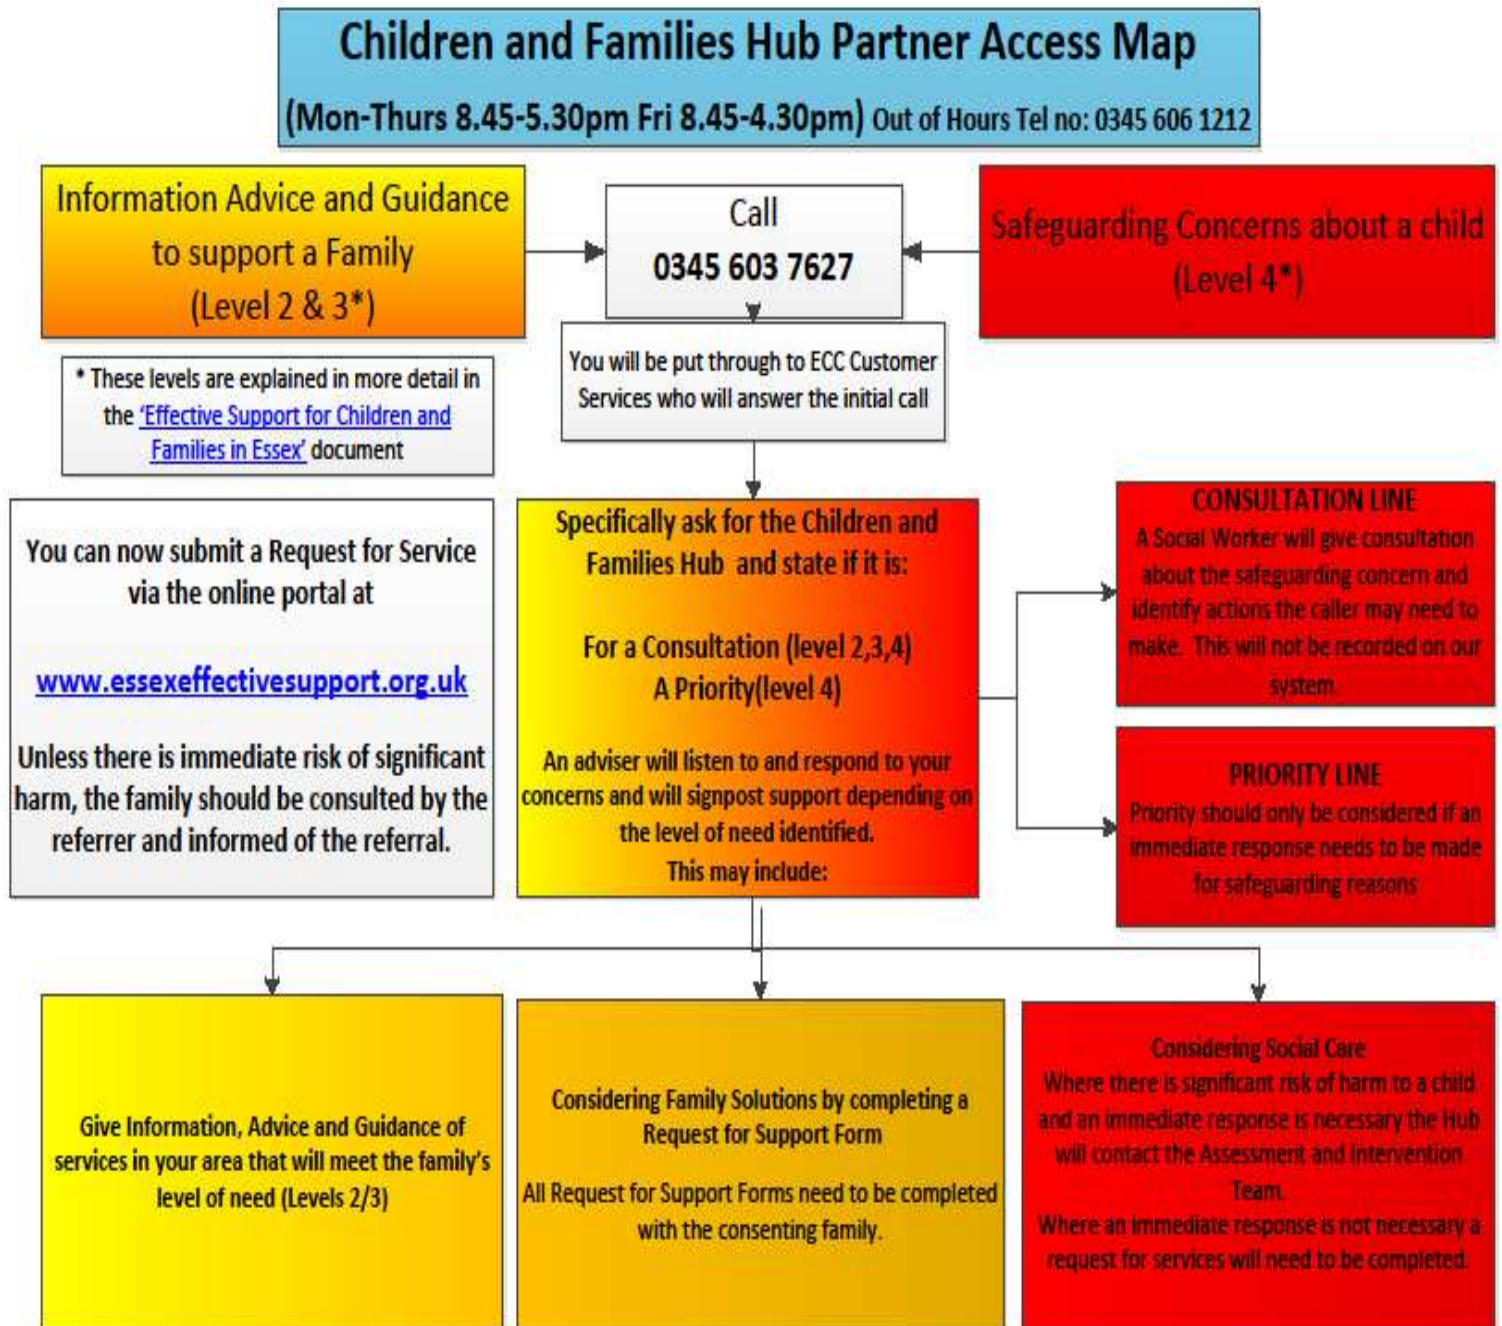 Children and Families Hub Partner Access Map
(Mon-Thurs 8.45-5.30pm Fri 8.45-4.30pm) Out of Hours Tel no: 0345 606 1212
Information Advice and Guidance
to support a Family
(Level 2 & 3*)
Call
0345 603 7627
Safeguarding Concerns about a child
(Level 4*)
* These levels are explained in more detail in
the 'Effective Support for Children and
Families in Essex' document
You will be put through to ECC Customer
Services who will answer the initial call
You can now submit a Request for Service
via the online portal at
www.essexeffectivesupport.org.uk
Unless there is immediate risk of significant
harm, the family should be consulted by the
referrer and informed of the referral.
Specifically ask for the Children and
Families Hub and state if it is:
For a Consultation (level 2,3,4)
A Priority(level 4)
An adviser will listen to and respond to your
concerns and will signpost support depending on
the level of need identified.
This may include:
CONSULTATION LINE
A Social Worker will give consultation
about the safeguarding concern and
identify actions the caller may need to
make. This will not be recorded on our
system.
PRIORITY LINE
Priority should only be considered if an
immediate response needs to be made
for safeguarding reasons
Give Information, Advice and Guidance of
services in your area that will meet the family's
level of need (Levels 2/3)
Considering Family Solutions by completing a
Request for Support Form
All Request for Support Forms need to be completed
with the consenting family.
Considering Social Care
Where there is significant risk of harm to a child
and an immediate response is necessary the Hub
will contact the Assessment and Intervention
Team.
Where an immediate response is not necessary a
request for services will need to be completed.